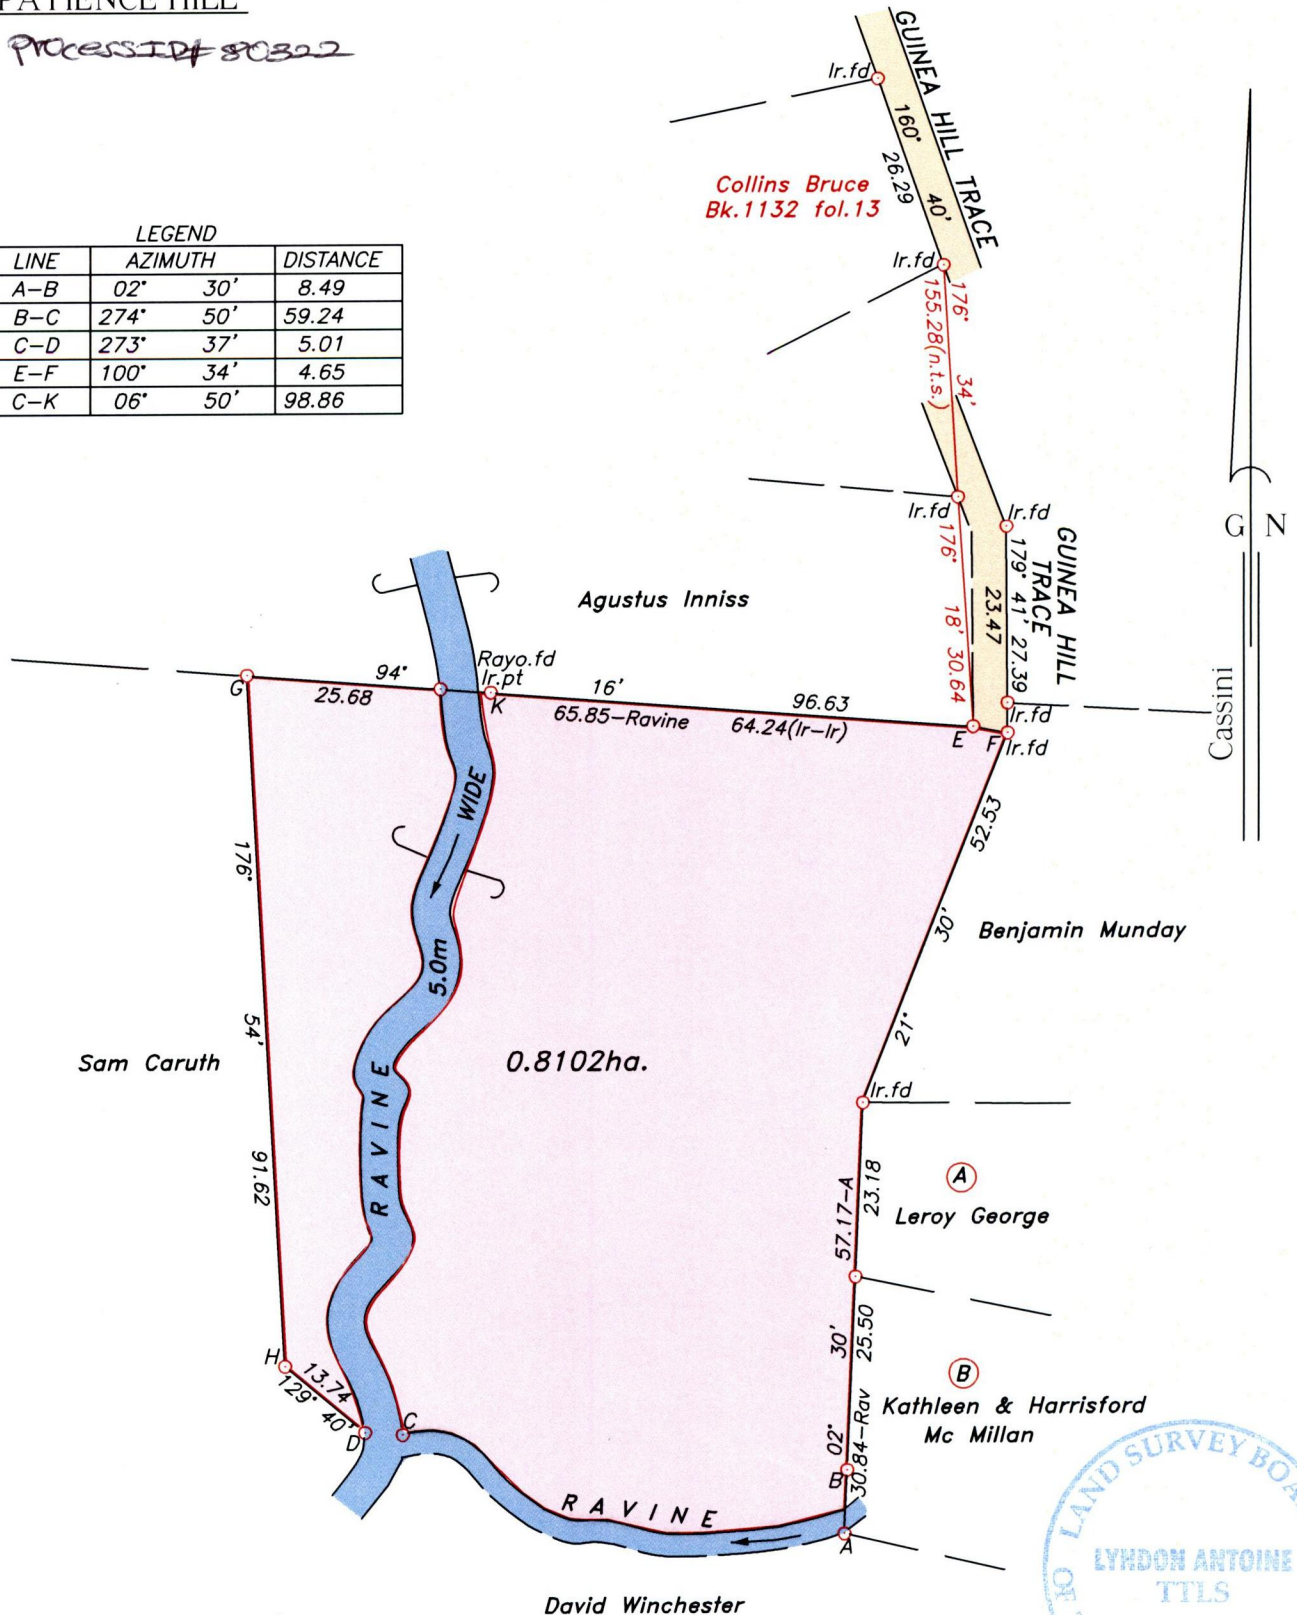 PATIENCE HILL
ProcessID# 80322
LEGEND
LINE AZIMUTH DISTANCE
A-B 02° 30' 8.49
B-C 274° 50' 59.24
C-D 273° 37' 5.01
E-F 100° 34' 4.65
C-K 06° 50' 98.86
Ir.fd
GUINEA HILL TRACE
160° 40'
26.29
Collins Bruce
Bk.1132 fol.13
Ir.fd
176° 34'
155.28(n.t.s.)
Ir.fd
Ir.fd
GUINEA HILL
TRACE
179° 41' 27.39
23.47
176° 18' 30.64
G N
Cassini
Agustus Inniss
Rayo.fd
Ir.pt
G
94° 16' 96.63
25.68
K
65.85-Ravine 64.24(Ir-Ir)
E
F
Ir.fd
Ir.fd
WIDE
5.0m
RAVINE
176° 54' 91.62
52.53
21° 30'
Benjamin Munday
Sam Caruth
0.8102ha.
Ir.fd
57.17-A
23.18
A
Leroy George
02° 30'
25.50
30.84-Rav
B
Kathleen & Harrisford
Mc Millan
H
13.74
129° 40'
D
C
B
RAVINE
A
David Winchester
LAND SURVEY BOA
LYNDON ANTOINE
TTLS